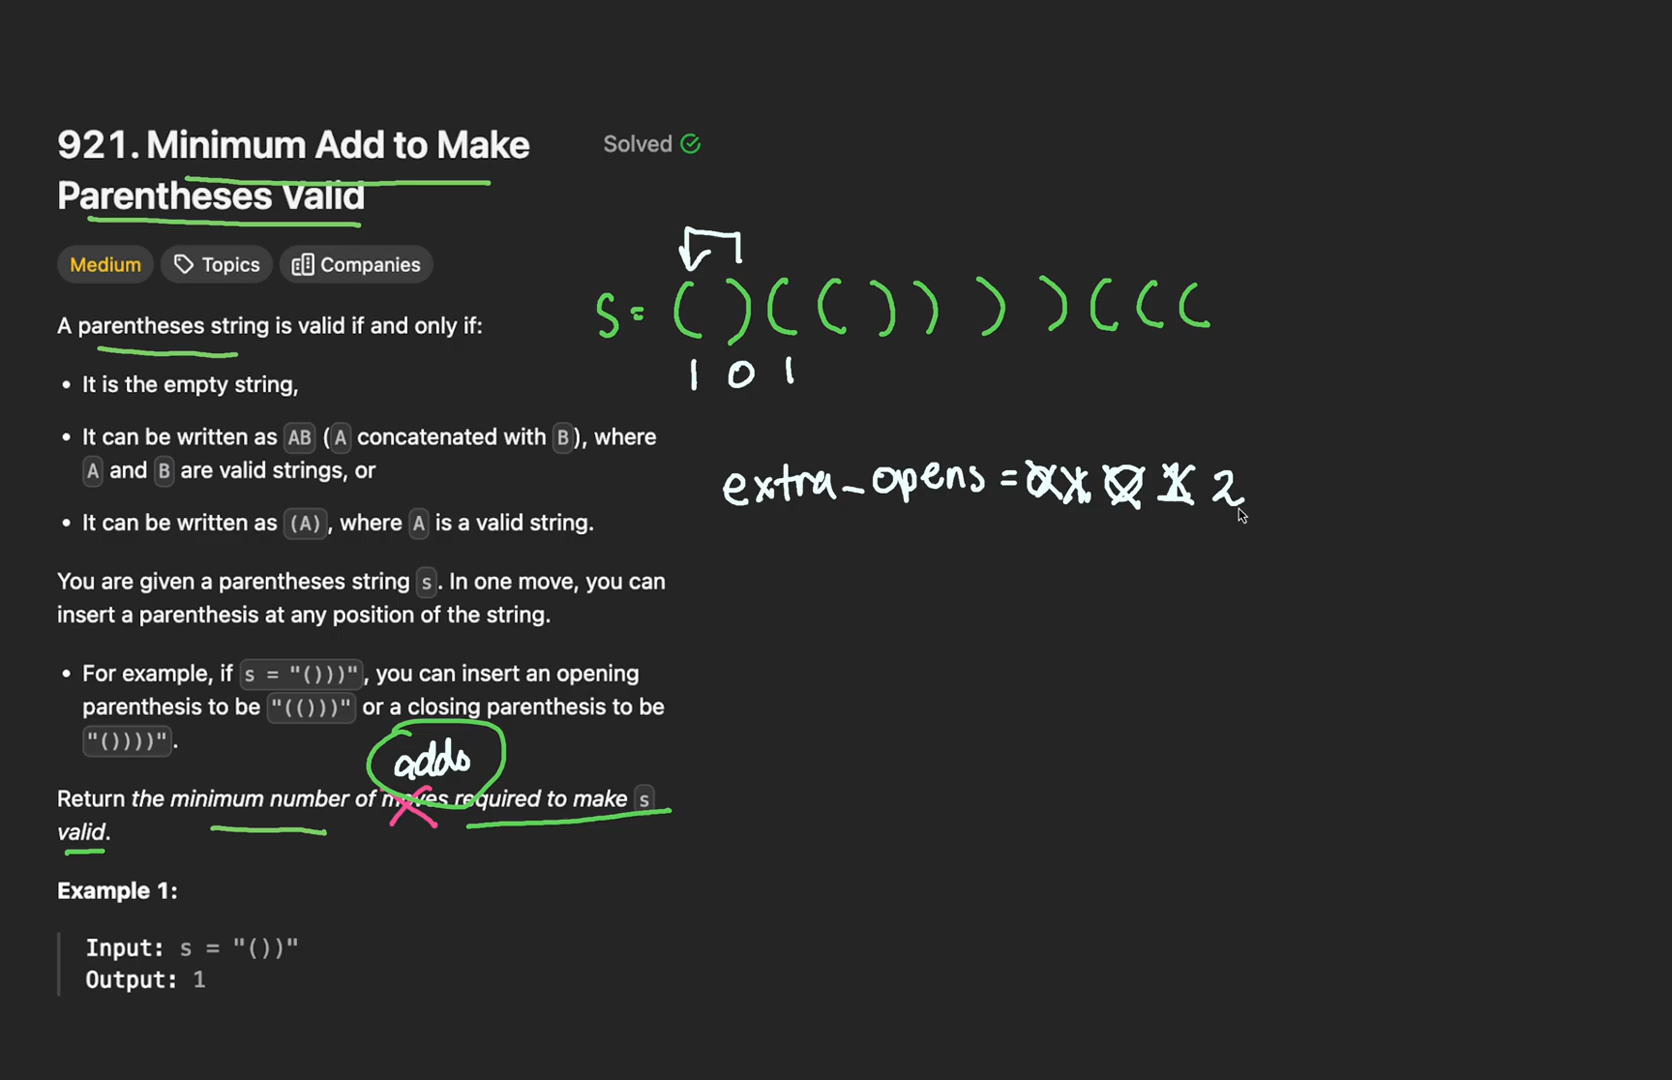 921. Minimum Add to Make
Parentheses Valid
Solved
Medium
Topics
Companies
A parentheses string is valid if and only if:
• It is the empty string,
• It can be written as AB (A concatenated with B), where
A and B are valid strings, or
• It can be written as (A), where A is a valid string.
You are given a parentheses string s. In one move, you can
insert a parenthesis at any position of the string.
• For example, if s = "()))", you can insert an opening
parenthesis to be "(()))" or a closing parenthesis to be
"())))".
adds
Return the minimum number of moves required to make s
valid.
Example 1:
Input: s = "())"
Output: 1
S = ( ) ( ( ) ) ) ) ( ( (
1 0 1
extra_opens = 0 1 0 1 2